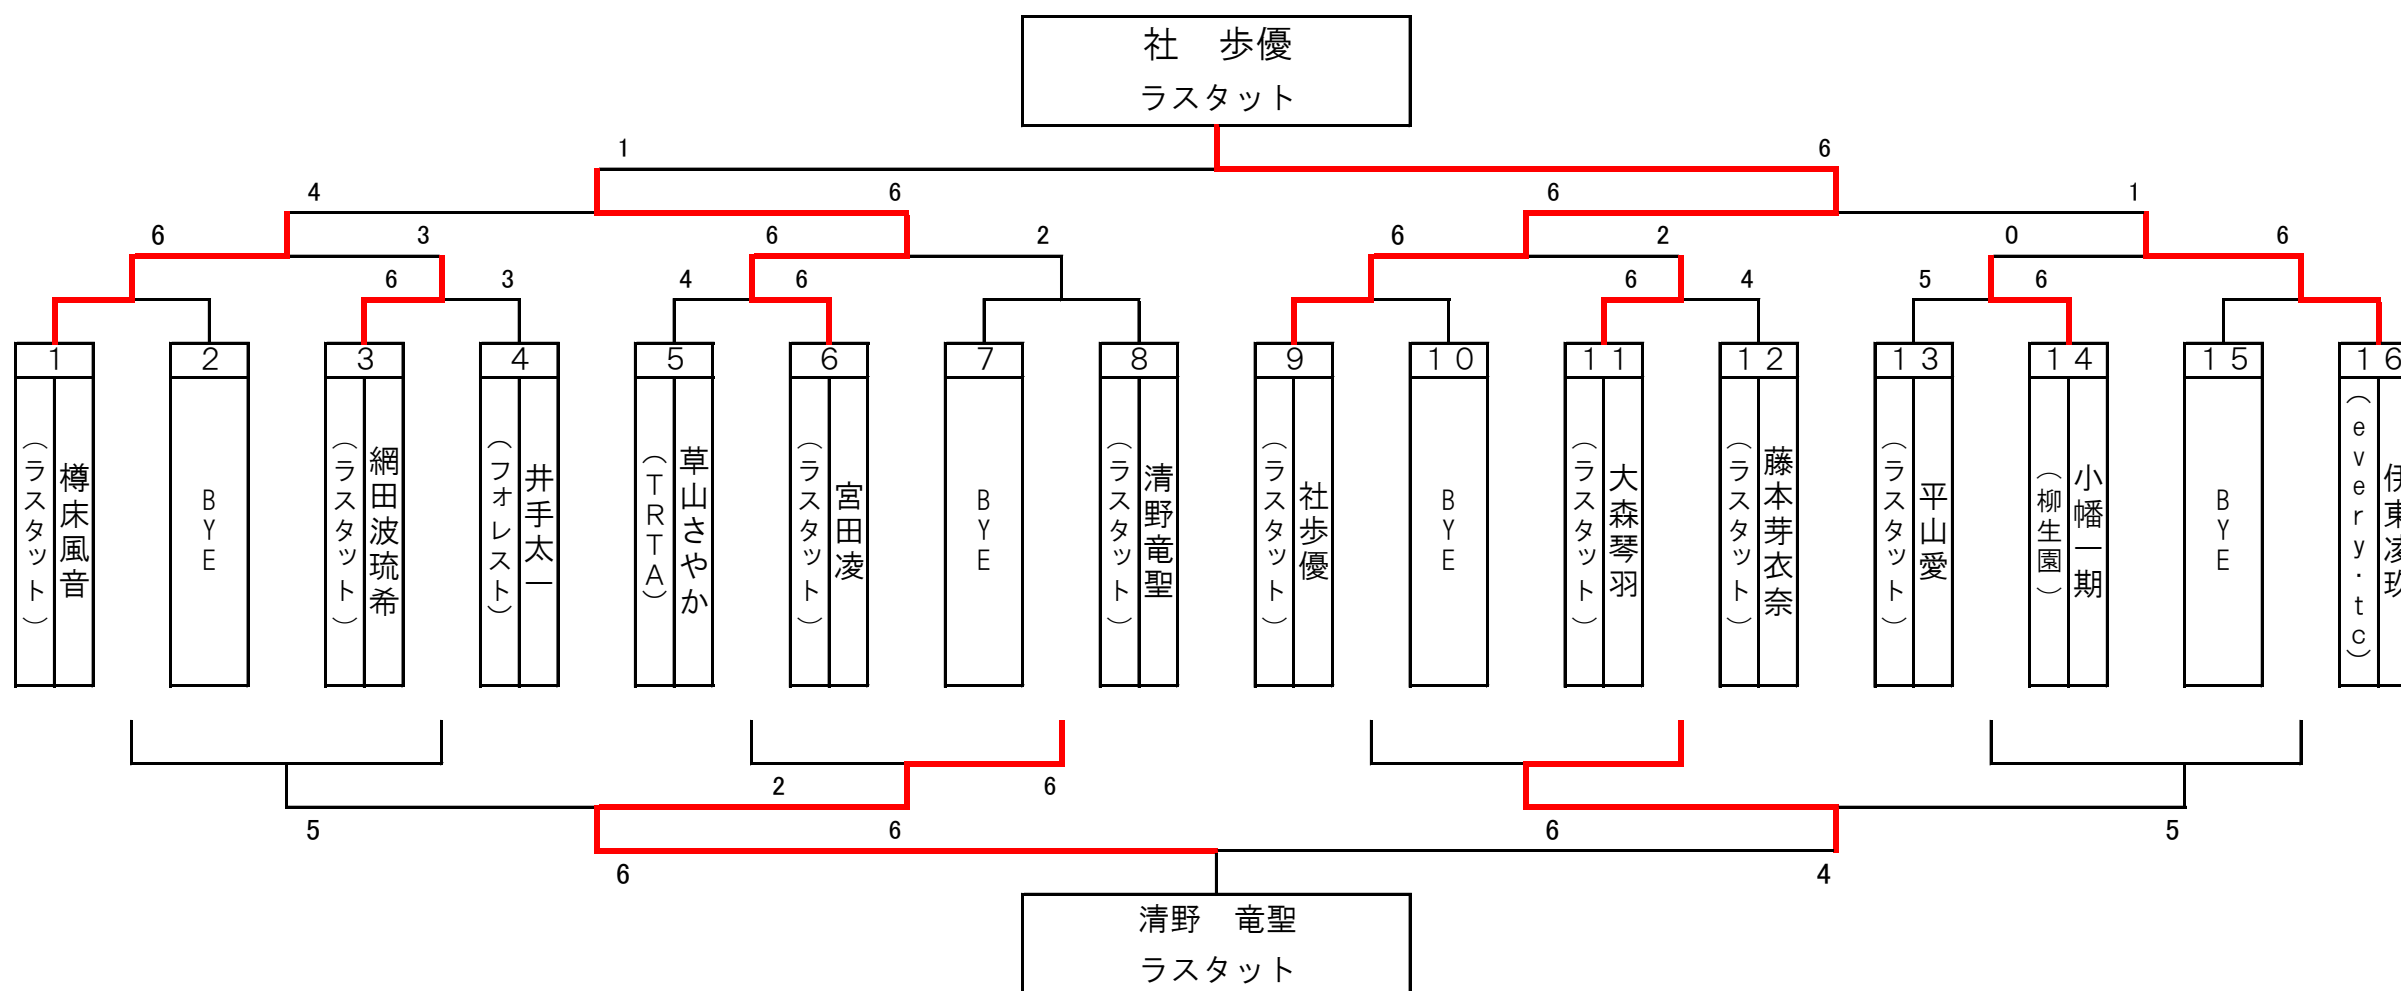 社　歩優
ラスタット
1
6
4
6
6
1
6
3
6
2
6
2
0
6
6
3
4
6
6
4
5
6
1
2
3
4
5
6
7
8
9
10
11
12
13
14
15
16
樽床風音
（ラスタット）
BYE
網田波琉希
（ラスタット）
井手太一
（フォレスト）
草山さやか
（TRTA）
宮田凌
（ラスタット）
BYE
清野竜聖
（ラスタット）
社歩優
（ラスタット）
BYE
大森琴羽
（ラスタット）
藤本芽衣奈
（ラスタット）
平山愛
（ラスタット）
小幡一期
（柳生園）
BYE
伊東凌玖
（every.tc）
2
6
5
6
6
5
6
4
清野　竜聖
ラスタット